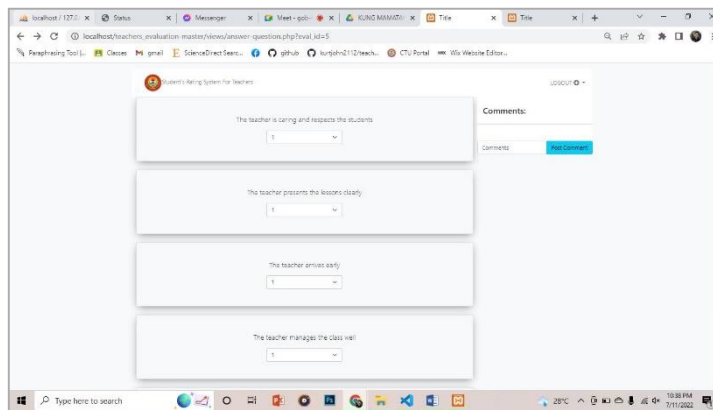 localhost / 127.0
Status
Messenger
Meet - gob-
KUNG MAMATAY
Title
Title
localhost/teachers_evaluation-master/views/answer-question.php?eval_id=5
Paraphrasing Tool |...
Classes
gmail
ScienceDirect Searc...
github
kurtjohn2112/teach...
CTU Portal
Wix Website Editor...
Student's Rating System For Teachers
LOGOUT
The teacher is caring and respects the students
1
Comments:
Comments
Post Comment
The teacher presents the lessons clearly
1
The teacher arrives early
1
The teacher manages the class well
1
Type here to search
28°C
10:38 PM
7/11/2022